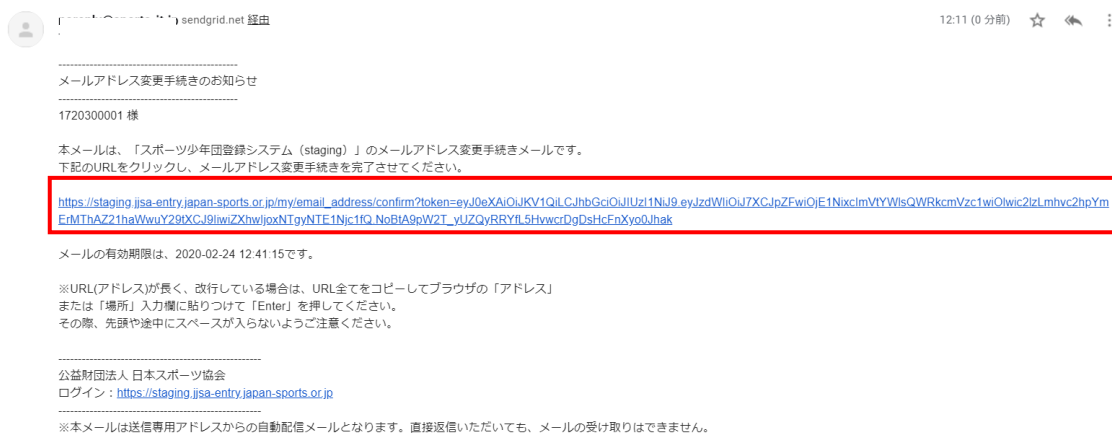 sendgrid.net 経由
12:11 (0 分前)
メールアドレス変更手続きのお知らせ
1720300001 様
本メールは、「スポーツ少年団登録システム（staging）」のメールアドレス変更手続きメールです。
下記のURLをクリックし、メールアドレス変更手続きを完了させてください。
https://staging.jjsa-entry.japan-sports.or.jp/my/email_address/confirm?token=eyJ0eXAiOiJKV1QiLCJhbGciOiJIUzI1NiJ9.eyJzdWIiOiJ7XCJpZFwiOjE1NixcImVtYWlsQWRkcmVzc1wiOlwic2lzLmhvc2hpYm
ErMThAZ21haWwuY29tXCJ9IiwiZXhwIjoxNTgyNTE1Njc1fQ.NoBtA9pW2T_yUZQyRRYfL5HvwcrDgDsHcFnXyo0Jhak
メールの有効期限は、2020-02-24 12:41:15です。
※URL(アドレス)が長く、改行している場合は、URL全てをコピーしてブラウザの「アドレス」
または「場所」入力欄に貼りつけて「Enter」を押してください。
その際、先頭や途中にスペースが入らないようご注意ください。
公益財団法人 日本スポーツ協会
ログイン：https://staging.jjsa-entry.japan-sports.or.jp
※本メールは送信専用アドレスからの自動配信メールとなります。直接返信いただいても、メールの受け取りはできません。